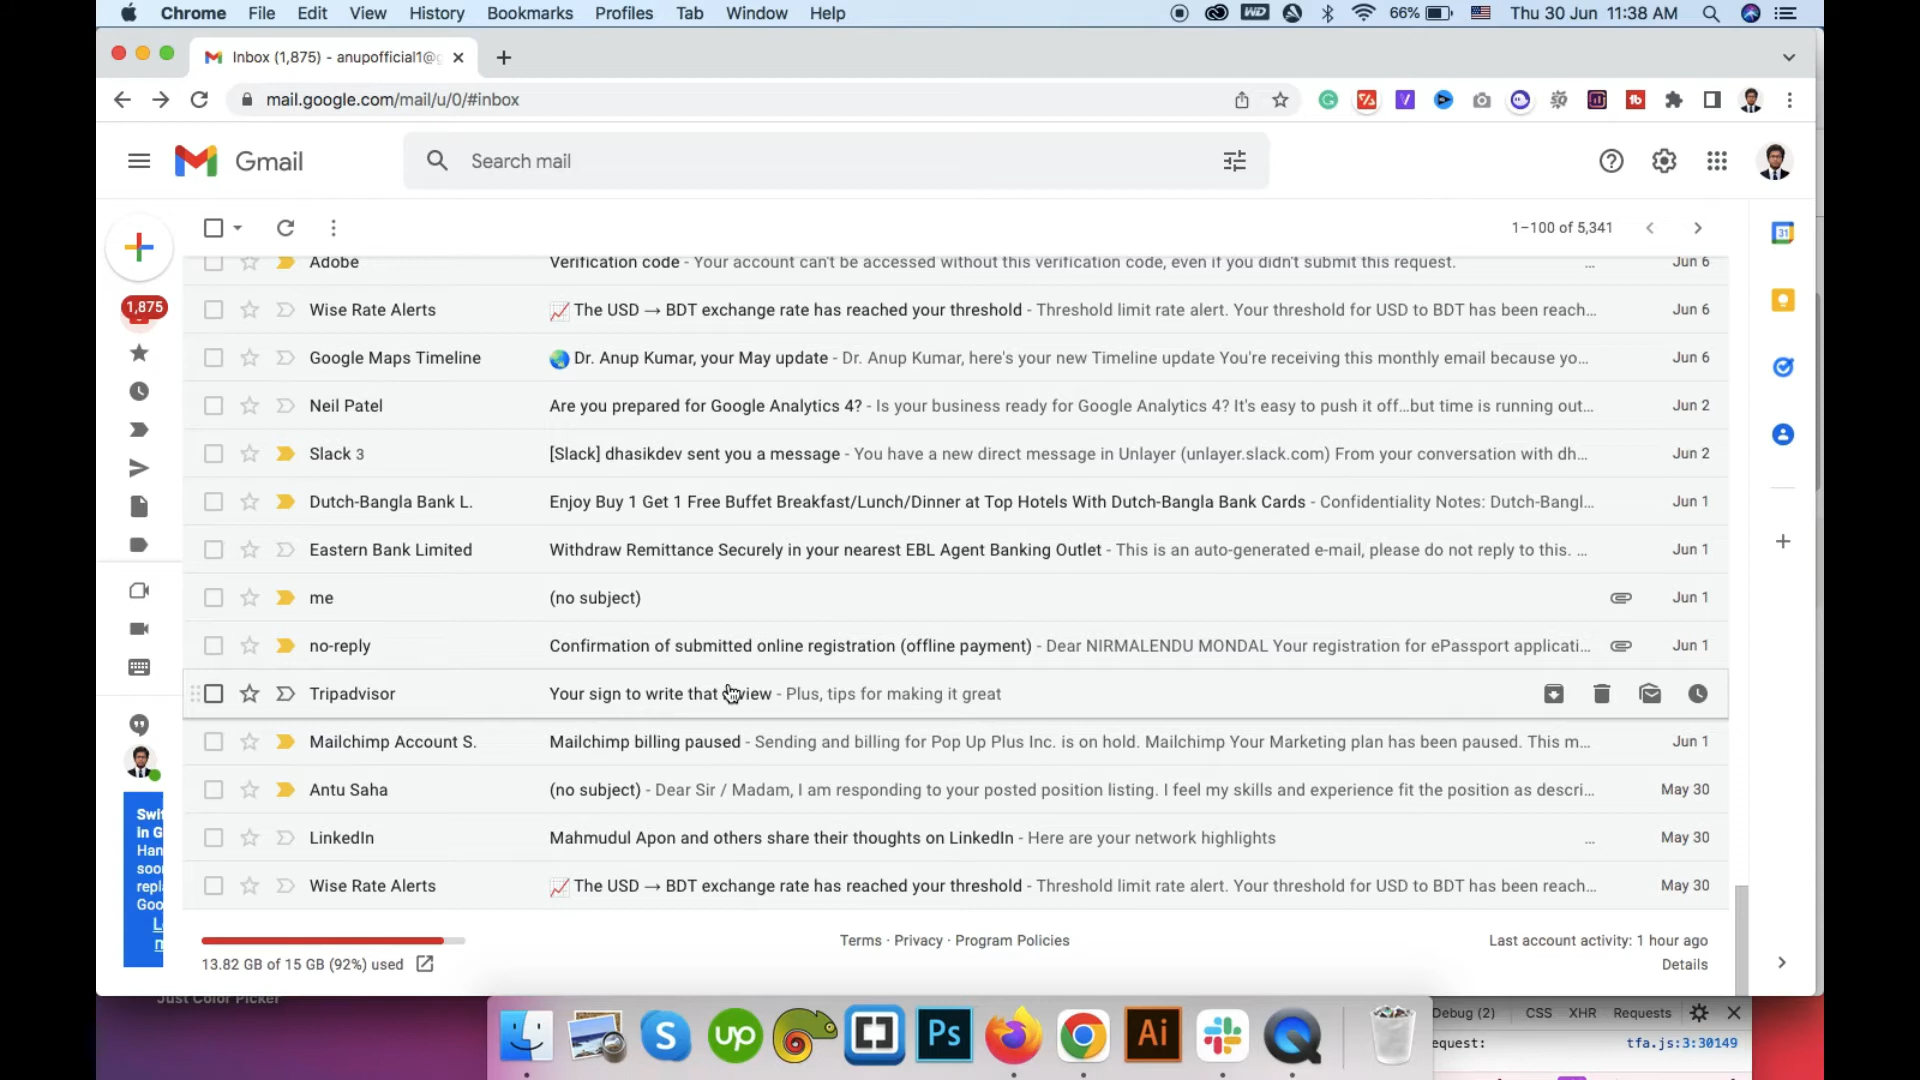 Chrome File Edit View History Bookmarks Profiles Tab Window Help WD 66% Thu 30 Jun 11:38 AM
Inbox (1,875) - anupofficial1@
mail.google.com/mail/u/0/#inbox
Gmail Search mail
1–100 of 5,341
31
Adobe Verification code - Your account can't be accessed without this verification code, even if you didn't submit this request. ... Jun 6
1,875
Wise Rate Alerts The USD → BDT exchange rate has reached your threshold - Threshold limit rate alert. Your threshold for USD to BDT has been reach... Jun 6
Google Maps Timeline Dr. Anup Kumar, your May update - Dr. Anup Kumar, here's your new Timeline update You're receiving this monthly email because yo... Jun 6
Neil Patel Are you prepared for Google Analytics 4? - Is your business ready for Google Analytics 4? It's easy to push it off...but time is running out... Jun 2
Slack 3 [Slack] dhasikdev sent you a message - You have a new direct message in Unlayer (unlayer.slack.com) From your conversation with dh... Jun 2
Dutch-Bangla Bank L. Enjoy Buy 1 Get 1 Free Buffet Breakfast/Lunch/Dinner at Top Hotels With Dutch-Bangla Bank Cards - Confidentiality Notes: Dutch-Bangl... Jun 1
Eastern Bank Limited Withdraw Remittance Securely in your nearest EBL Agent Banking Outlet - This is an auto-generated e-mail, please do not reply to this. ... Jun 1
me (no subject) Jun 1
no-reply Confirmation of submitted online registration (offline payment) - Dear NIRMALENDU MONDAL Your registration for ePassport applicati... Jun 1
Tripadvisor Your sign to write that - Plus, tips for making it great
Mailchimp Account S. Mailchimp billing paused - Sending and billing for Pop Up Plus Inc. is on hold. Mailchimp Your Marketing plan has been paused. This m... Jun 1
Antu Saha (no subject) - Dear Sir / Madam, I am responding to your posted position listing. I feel my skills and experience fit the position as descri... May 30
LinkedIn Mahmudul Apon and others share their thoughts on LinkedIn - Here are your network highlights ... May 30
Wise Rate Alerts The USD → BDT exchange rate has reached your threshold - Threshold limit rate alert. Your threshold for USD to BDT has been reach... May 30
Swit
in G
Han
soo
repl
Goo
L
n
Terms · Privacy · Program Policies Last account activity: 1 hour ago
13.82 GB of 15 GB (92%) used Details
Just Color Picker
up Ps Ai
Debug (2) CSS XHR Requests
equest: tfa.js:3:30149